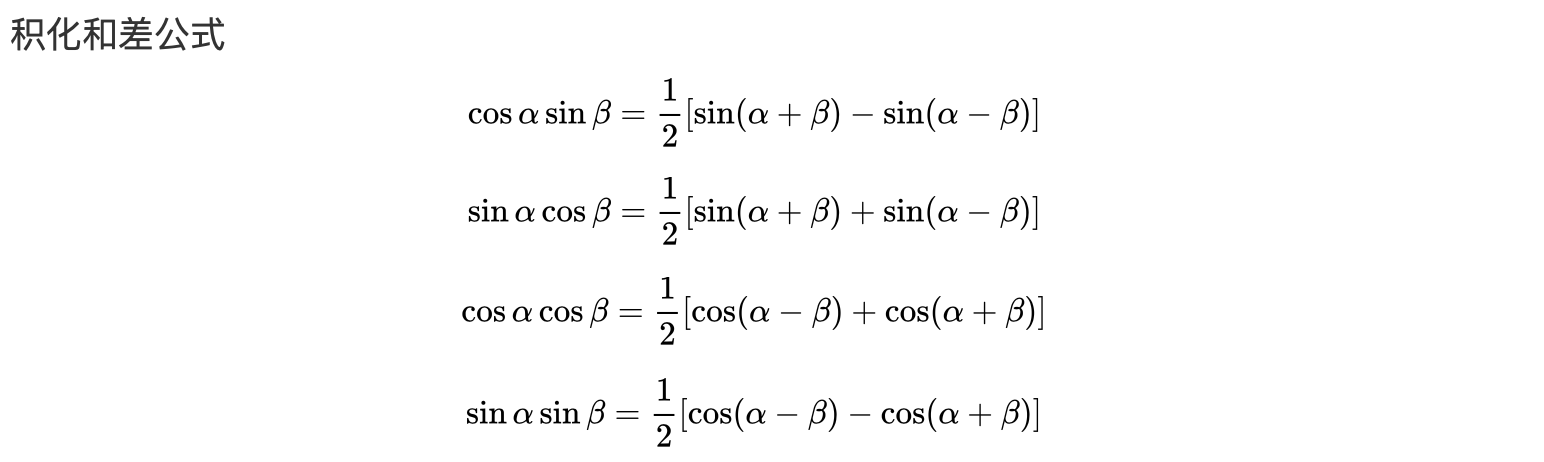 积化和差公式
cos α sin β = 1/2[sin(α + β) − sin(α − β)]
sin α cos β = 1/2[sin(α + β) + sin(α − β)]
cos α cos β = 1/2[cos(α − β) + cos(α + β)]
sin α sin β = 1/2[cos(α − β) − cos(α + β)]